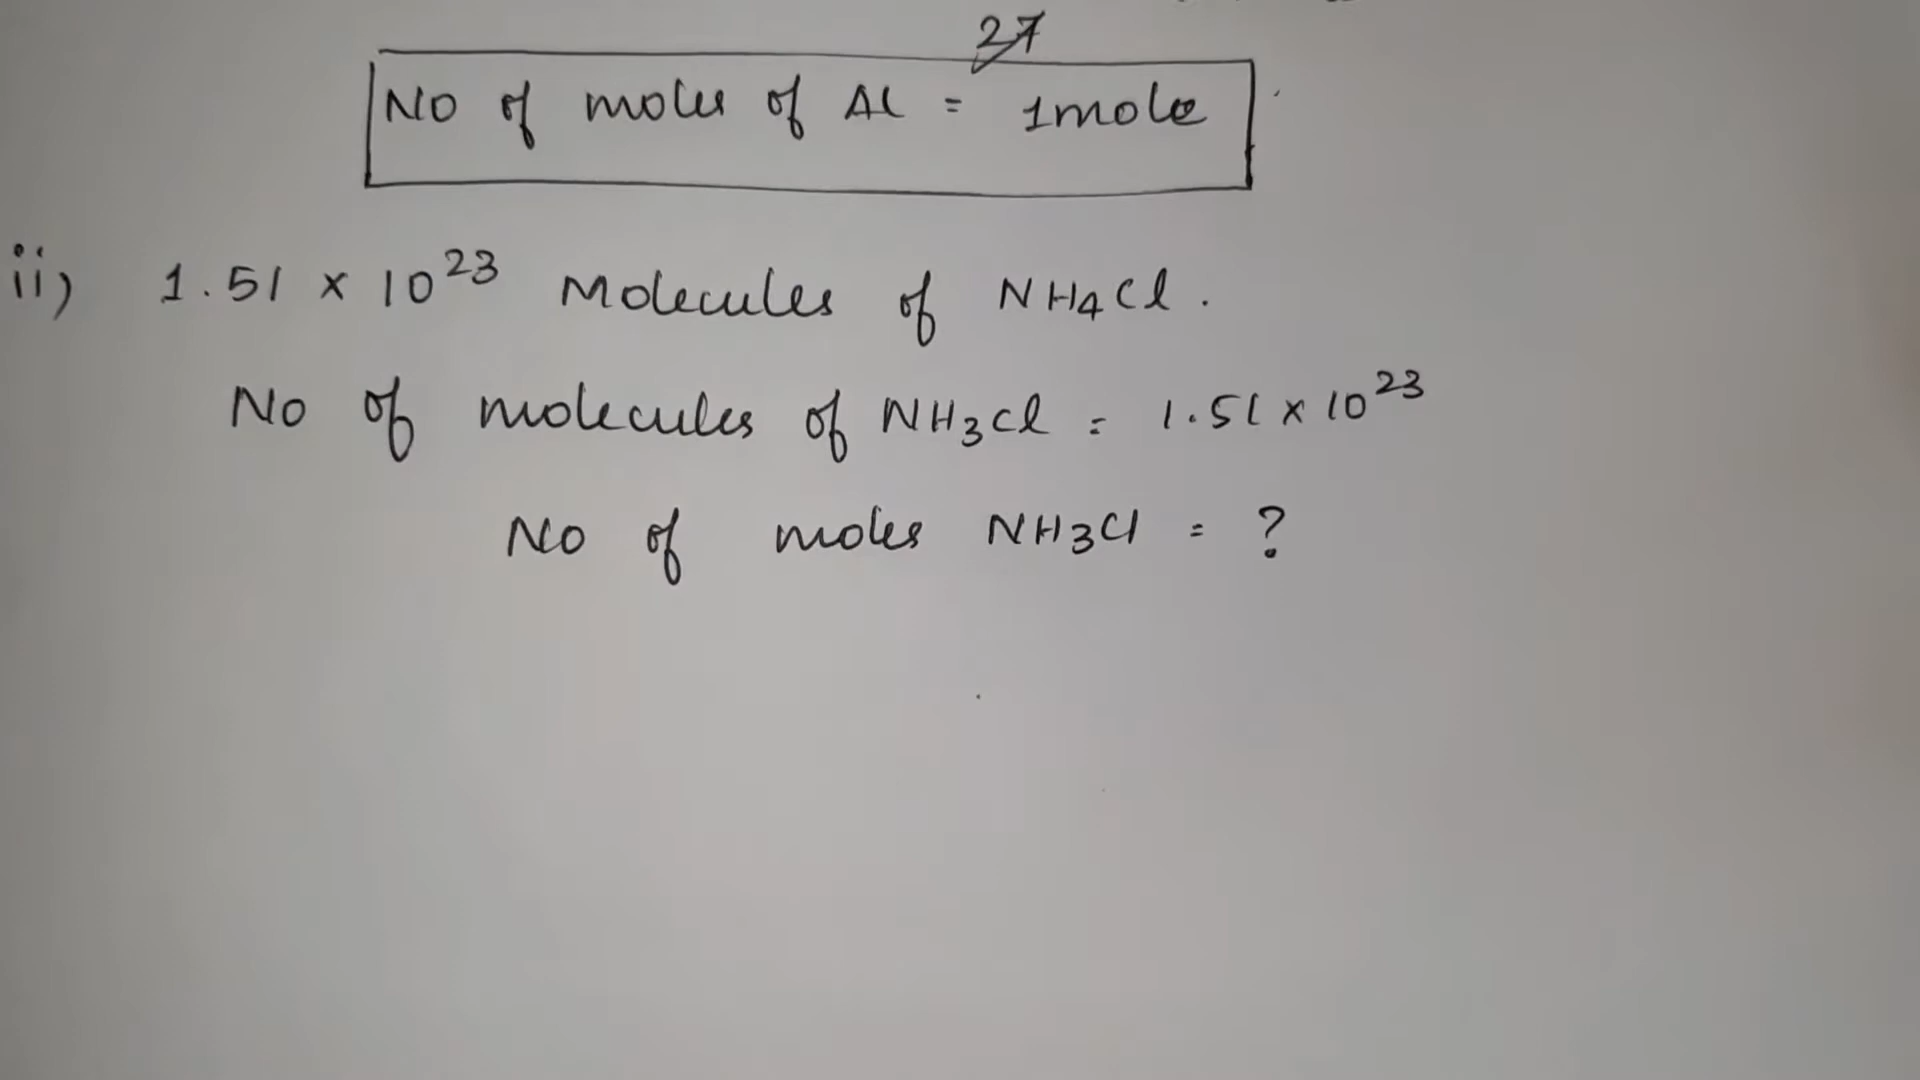 27
No of moles of Al = 1mole
ii) 1.51 x 10²³ Molecules of NH4Cl.
No of molecules of NH3Cl = 1.51 x 10²³
No of moles NH3Cl = ?